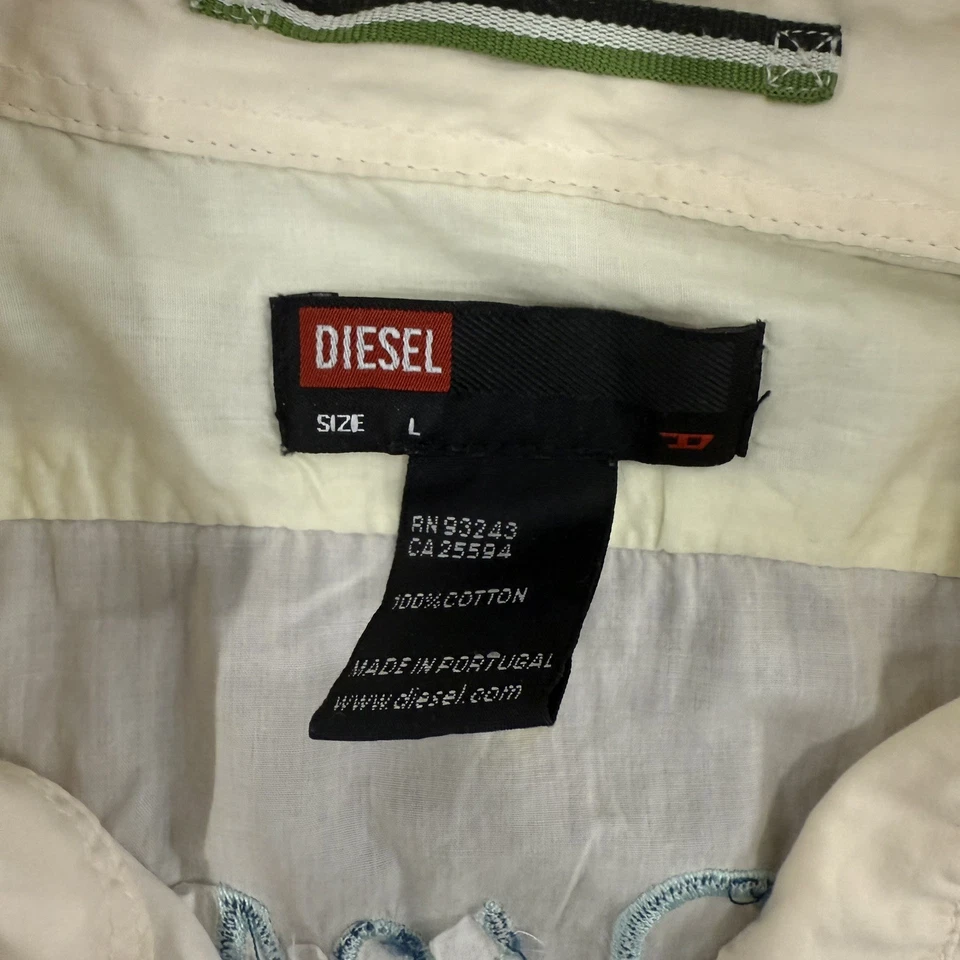 DIESEL
SIZE L
RN 93243
CA 25594
100% COTTON
MADE IN PORTUGAL
www.diesel.com